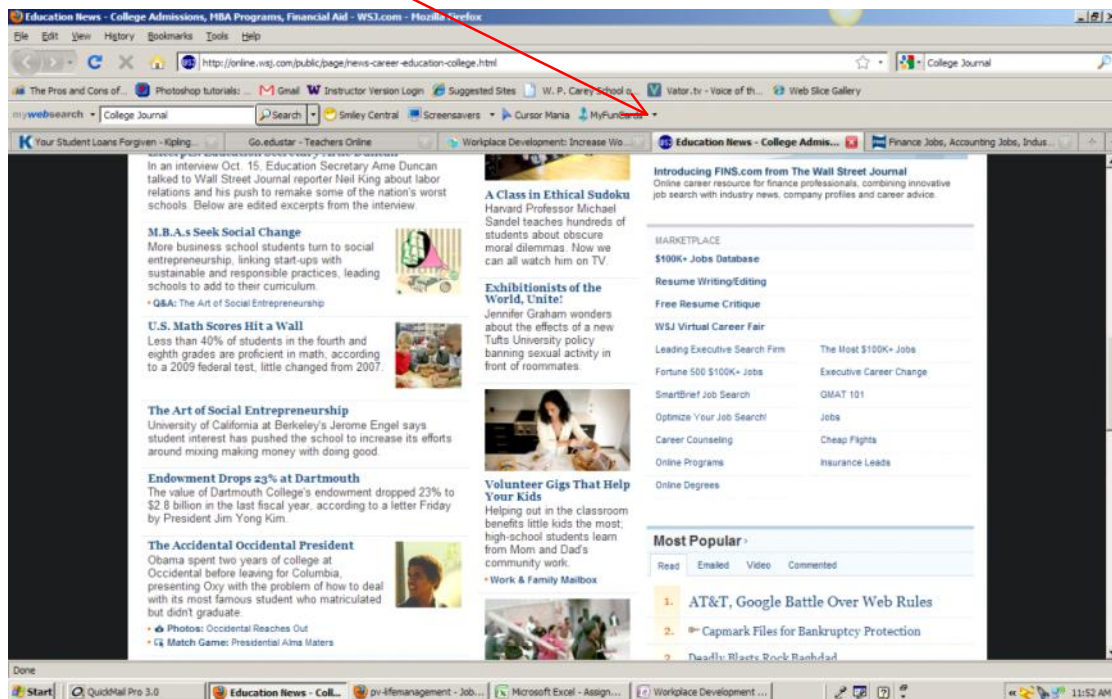 Education News - College Admissions, MBA Programs, Financial Aid - WSJ.com - Mozilla Firefox
File Edit View History Bookmarks Tools Help
http://online.wsj.com/public/page/news-career-education-college.html
College Journal
The Pros and Cons of... Photoshop tutorials: ... Gmail Instructor Version Login Suggested Sites W. P. Carey School o... Vator.tv - Voice of th... Web Slice Gallery
mywebsearch College Journal Search Smiley Central Screensavers Cursor Mania MyFunCards
Your Student Loans Forgiven - Kipling... Go.edustar - Teachers Online Workplace Development: Increase Wo... Education News - College Admis... Finance Jobs, Accounting Jobs, Indus...
Excerpts: Education Secretary Arne Duncan
In an interview Oct. 15, Education Secretary Arne Duncan
talked to Wall Street Journal reporter Neil King about labor
relations and his push to remake some of the nation's worst
schools. Below are edited excerpts from the interview.
M.B.A.s Seek Social Change
More business school students turn to social
entrepreneurship, linking start-ups with
sustainable and responsible practices, leading
schools to add to their curriculum.
• Q&A: The Art of Social Entrepreneurship
U.S. Math Scores Hit a Wall
Less than 40% of students in the fourth and
eighth grades are proficient in math, according
to a 2009 federal test, little changed from 2007.
The Art of Social Entrepreneurship
University of California at Berkeley's Jerome Engel says
student interest has pushed the school to increase its efforts
around mixing making money with doing good.
Endowment Drops 23% at Dartmouth
The value of Dartmouth College's endowment dropped 23% to
$2.8 billion in the last fiscal year, according to a letter Friday
by President Jim Yong Kim.
The Accidental Occidental President
Obama spent two years of college at
Occidental before leaving for Columbia,
presenting Oxy with the problem of how to deal
with its most famous student who matriculated
but didn't graduate.
• Photos: Occidental Reaches Out
• Match Game: Presidential Alma Maters
A Class in Ethical Sudoku
Harvard Professor Michael
Sandel teaches hundreds of
students about obscure
moral dilemmas. Now we
can all watch him on TV.
Exhibitionists of the
World, Unite!
Jennifer Graham wonders
about the effects of a new
Tufts University policy
banning sexual activity in
front of roommates.
Volunteer Gigs That Help
Your Kids
Helping out in the classroom
benefits little kids the most;
high-school students learn
from Mom and Dad's
community work.
• Work & Family Mailbox
Introducing FINS.com from The Wall Street Journal
Online career resource for finance professionals, combining innovative
job search with industry news, company profiles and career advice.
MARKETPLACE
$100K+ Jobs Database
Resume Writing/Editing
Free Resume Critique
WSJ Virtual Career Fair
Leading Executive Search Firm The Most $100K+ Jobs
Fortune 500 $100K+ Jobs Executive Career Change
SmartBrief Job Search GMAT 101
Optimize Your Job Search! Jobs
Career Counseling Cheap Flights
Online Programs Insurance Leads
Online Degrees
Most Popular ›
Read Emailed Video Commented
1. AT&T, Google Battle Over Web Rules
2. Capmark Files for Bankruptcy Protection
3. Deadly Blasts Rock Baghdad
Done
Start QuickMail Pro 3.0 Education News - Coll... pv-lifemanagement - Job... Microsoft Excel - Assign... Workplace Development ... 11:52 AM